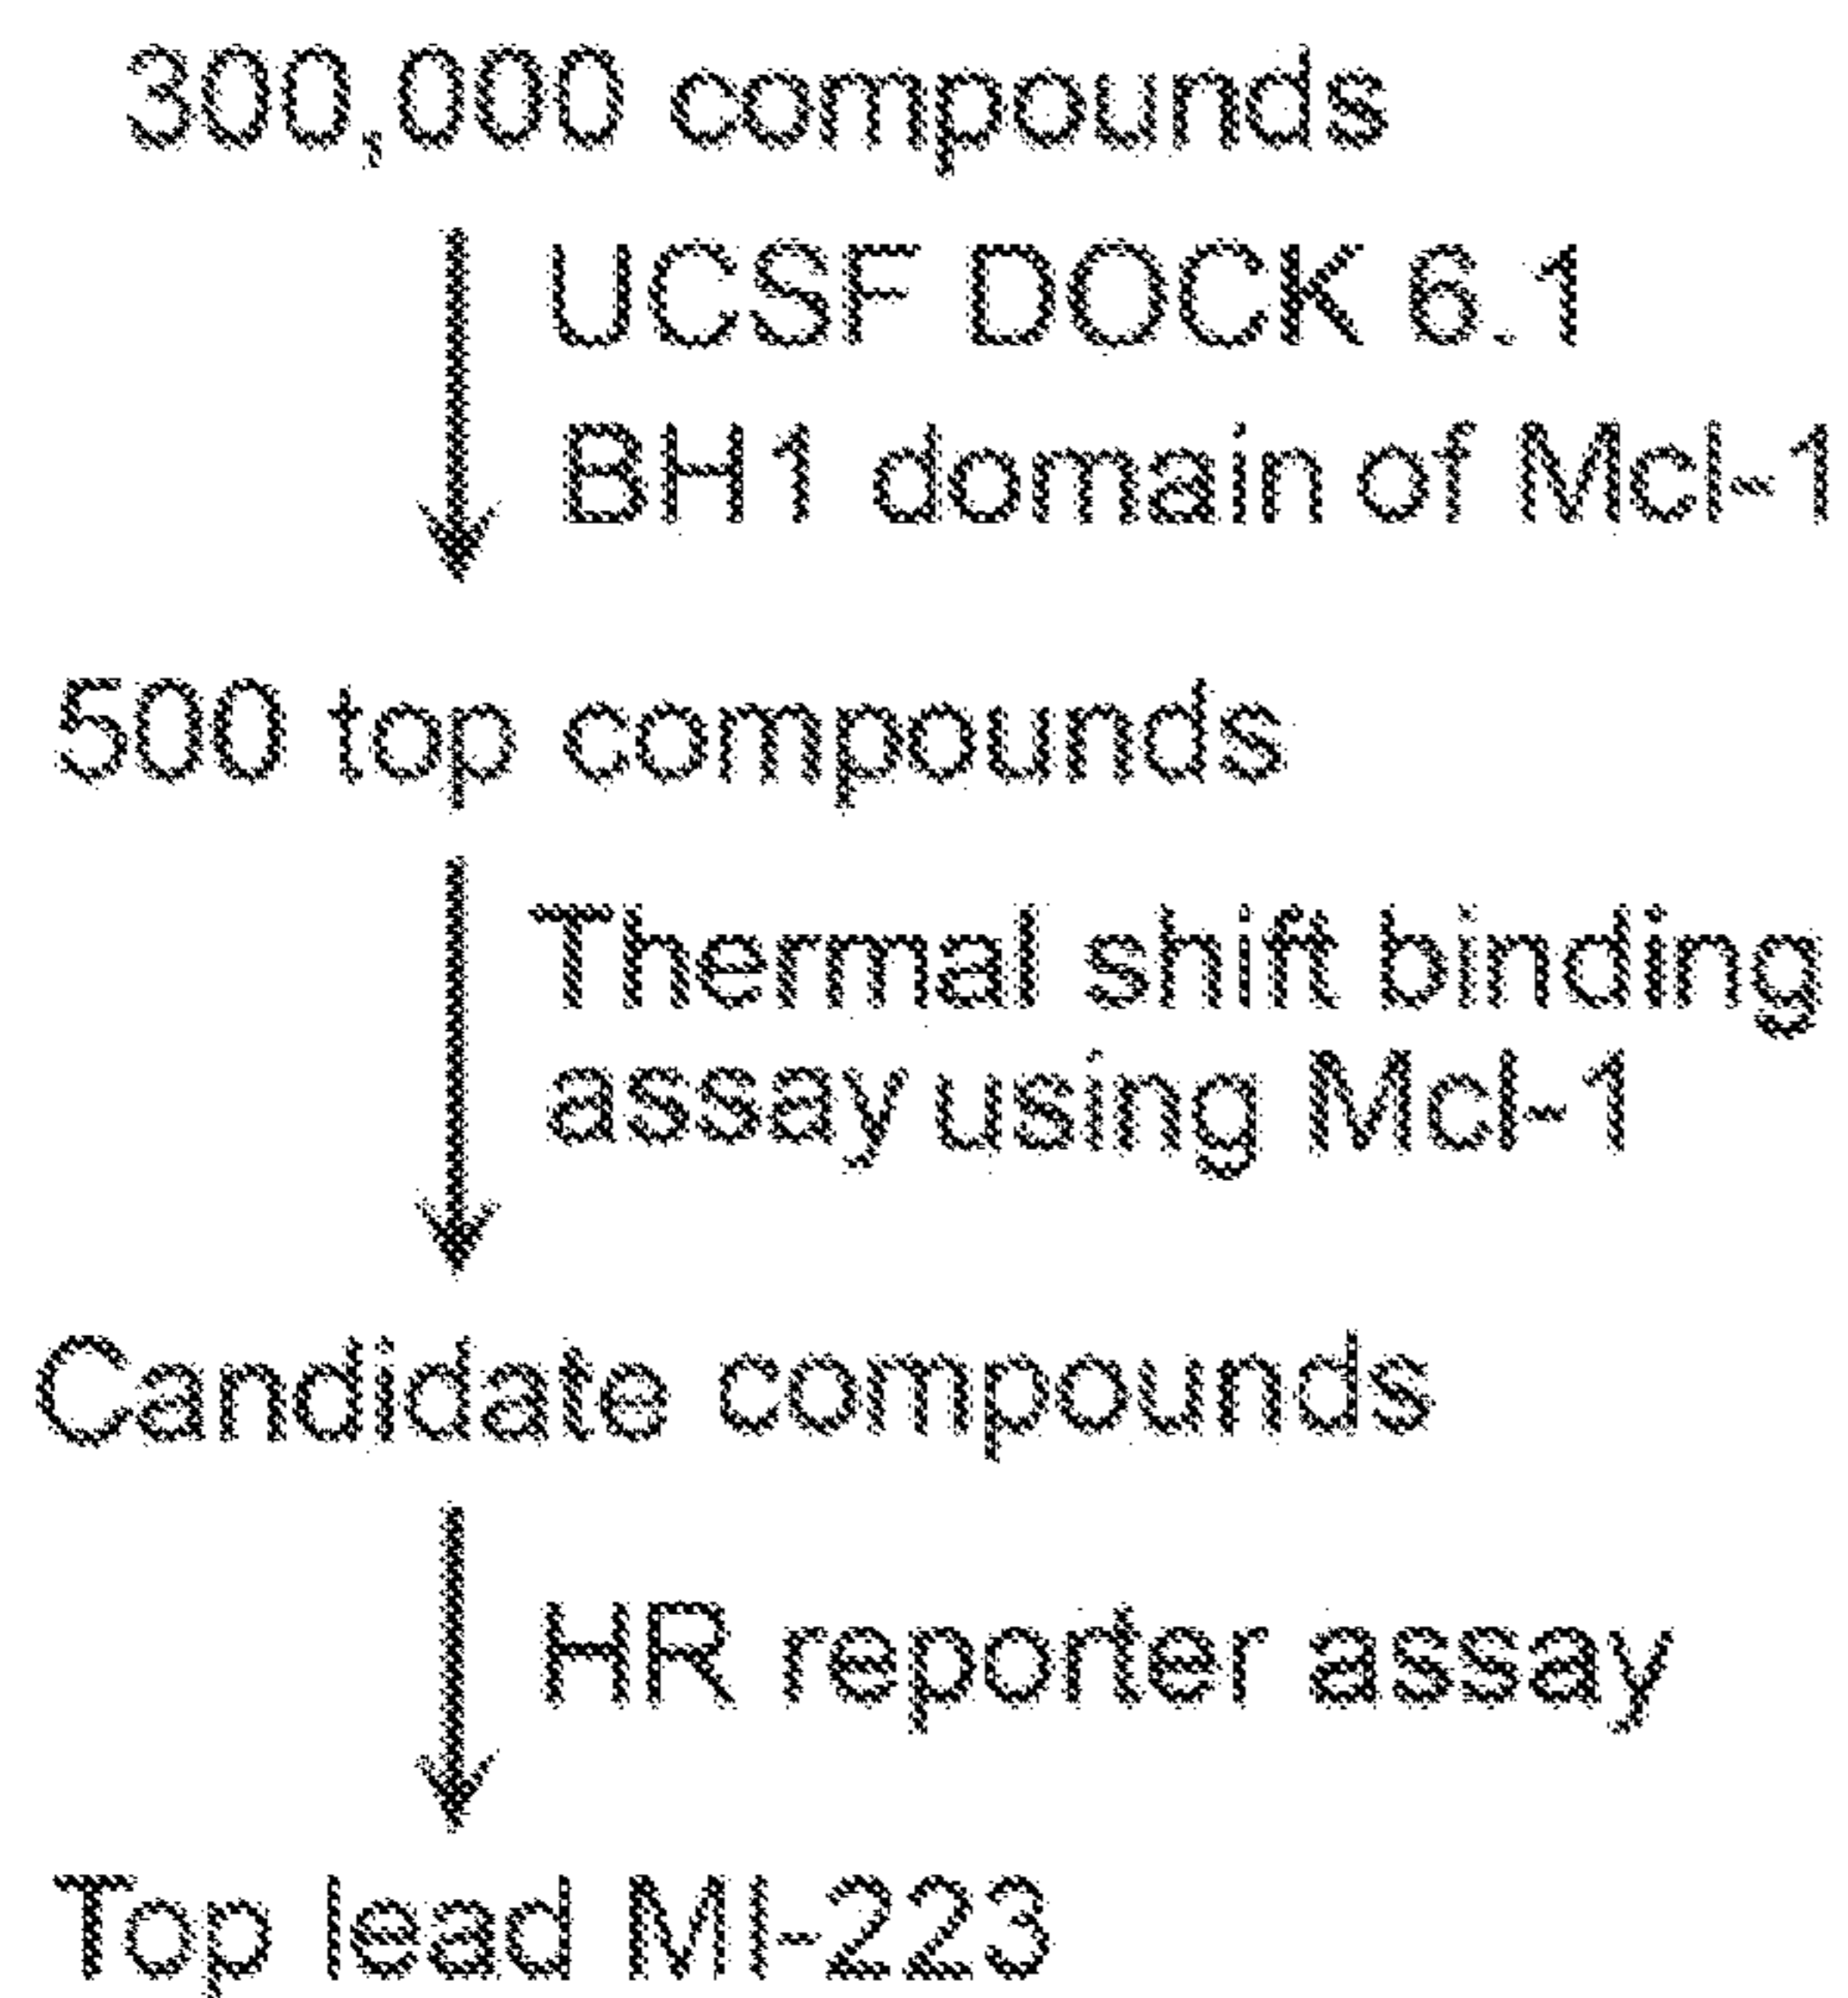 300,000 compounds
UCSF DOCK 6.1
BH1 domain of Mcl-1
500 top compounds
Thermal shift binding
assay using Mcl-1
Candidate compounds
HR reporter assay
Top lead MI-223